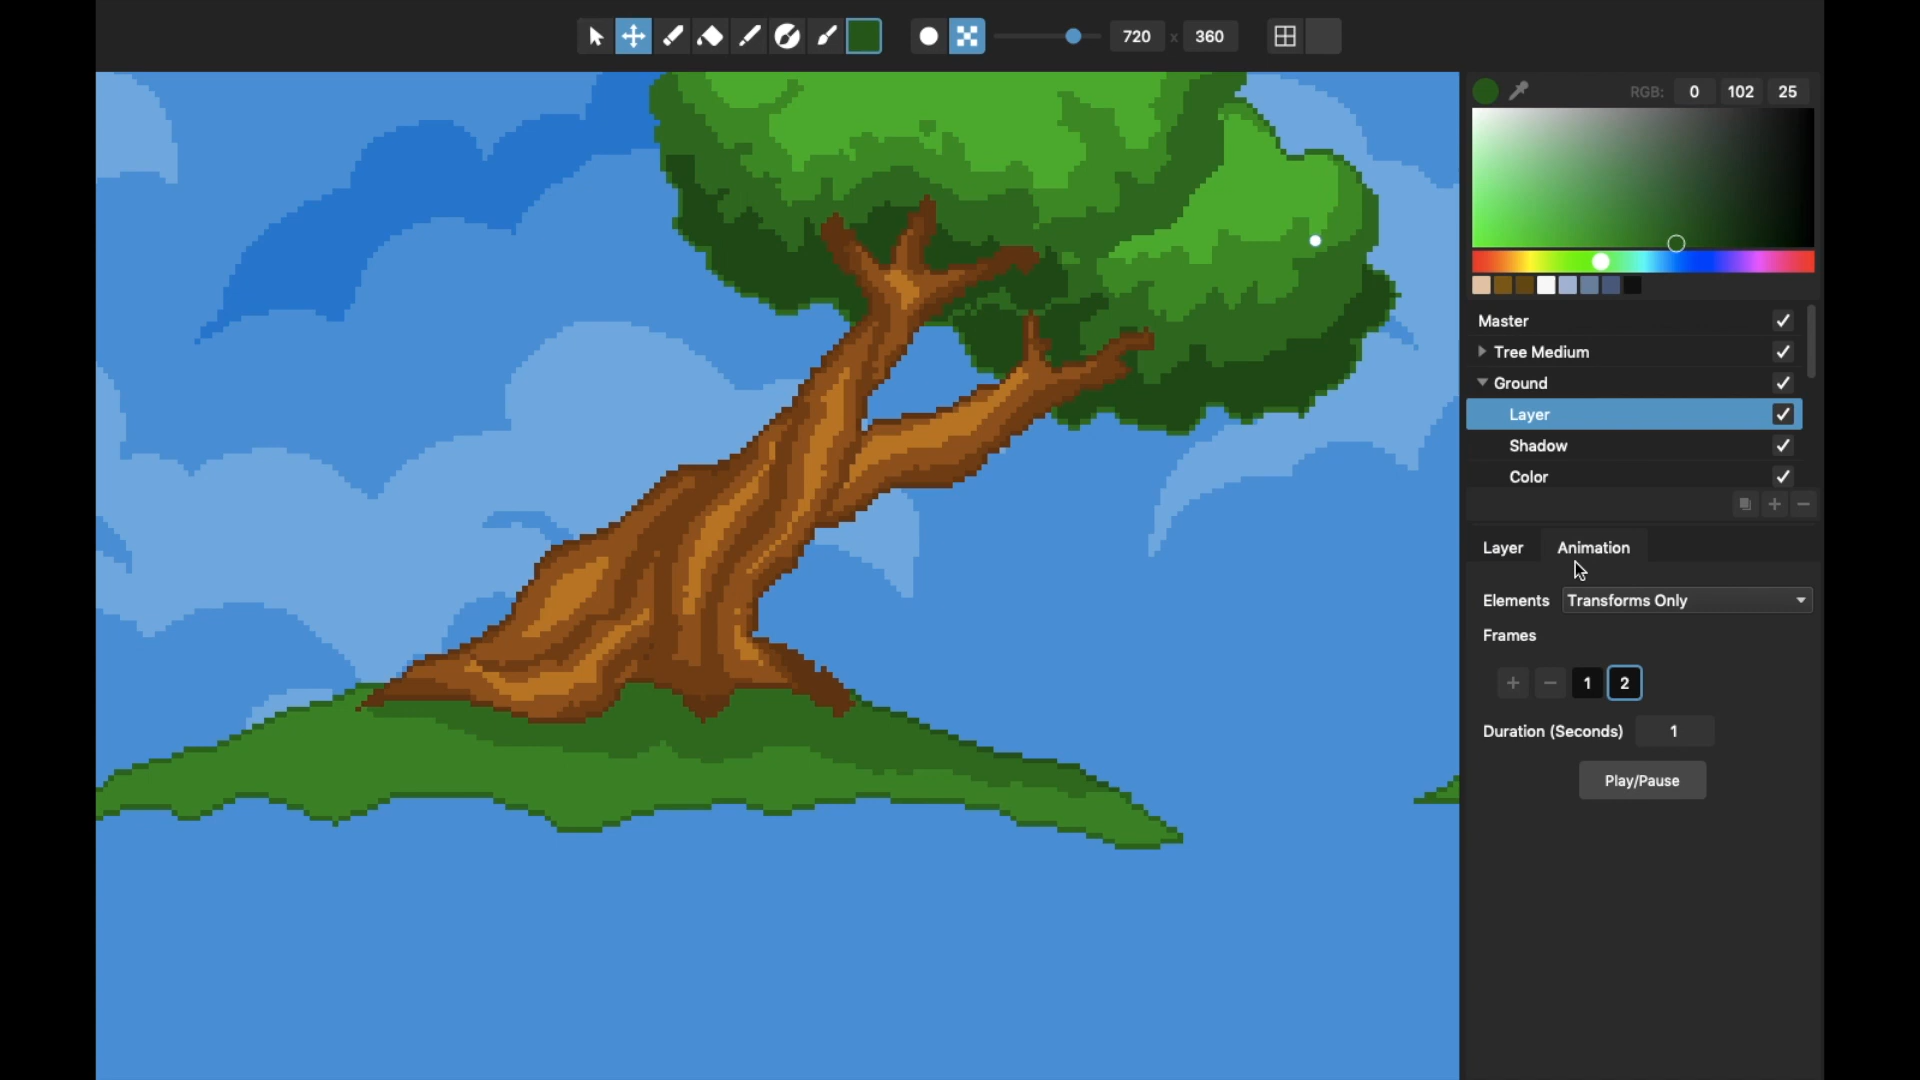 720 x 360
RGB: 0 102 25
Master
Tree Medium
Ground
Layer
Shadow
Color
Layer Animation
Elements Transforms Only
Frames
+ − 1 2
Duration (Seconds) 1
Play/Pause